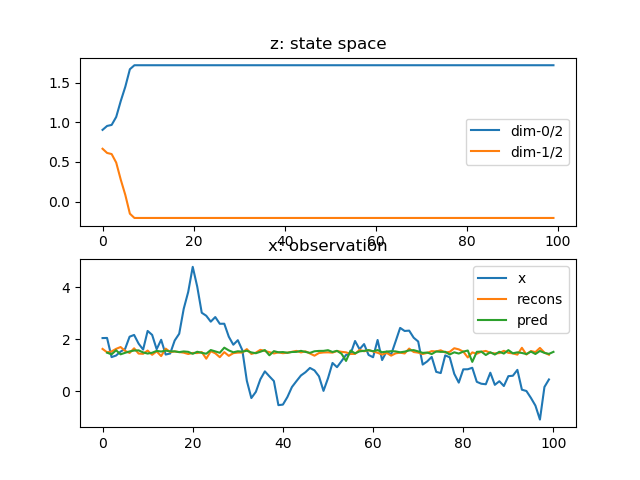 z: state space
1.5
1.0
0.5
0.0
dim-0/2
dim-1/2
0 20 40 60 80 100
x: observation
4
2
0
x
recons
pred
0 20 40 60 80 100